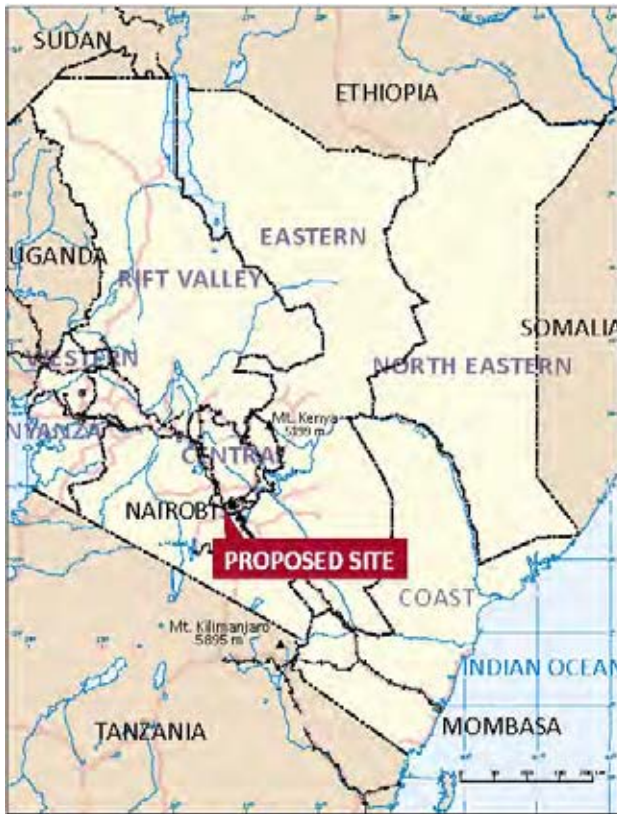 SUDAN
ETHIOPIA
EASTERN
UGANDA
RIFT VALLEY
SOMALIA
WESTERN
NORTH EASTERN
Mt. Kenya
5199 m
NYANZA
CENTRAL
NAIROBI
PROPOSED SITE
COAST
Mt. Kilimanjaro
5895 m
INDIAN OCEAN
TANZANIA
MOMBASA